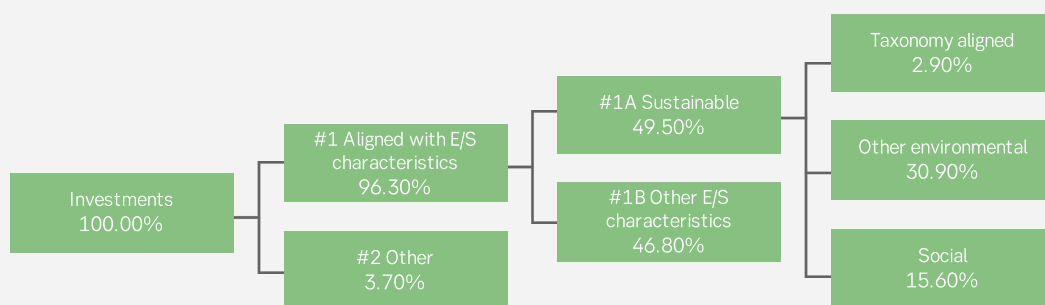 Investments
100.00%
#1 Aligned with E/S
characteristics
96.30%
#2 Other
3.70%
#1A Sustainable
49.50%
#1B Other E/S
characteristics
46.80%
Taxonomy aligned
2.90%
Other environmental
30.90%
Social
15.60%